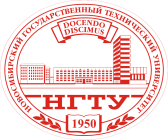 НОВОСИБИРСКИЙ ГОСУДАРСТВЕННЫЙ ТЕХНИЧЕСКИЙ УНИВЕРСИТЕТ
DOCENDO
DISCIMUS
НГТУ
1950